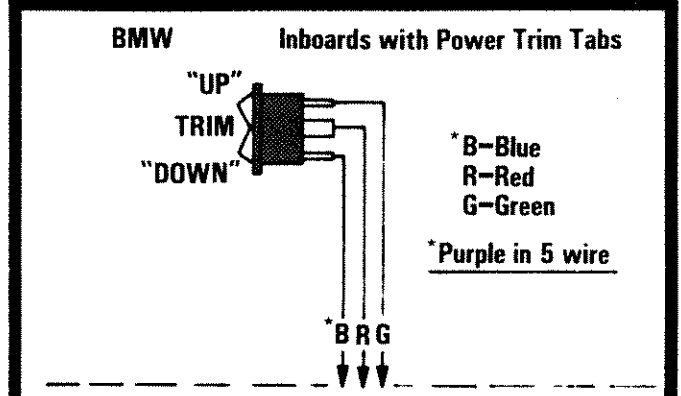 BMW Inboards with Power Trim Tabs
"UP"
TRIM
"DOWN"
*B-Blue
R-Red
G-Green
*Purple in 5 wire
*B R G